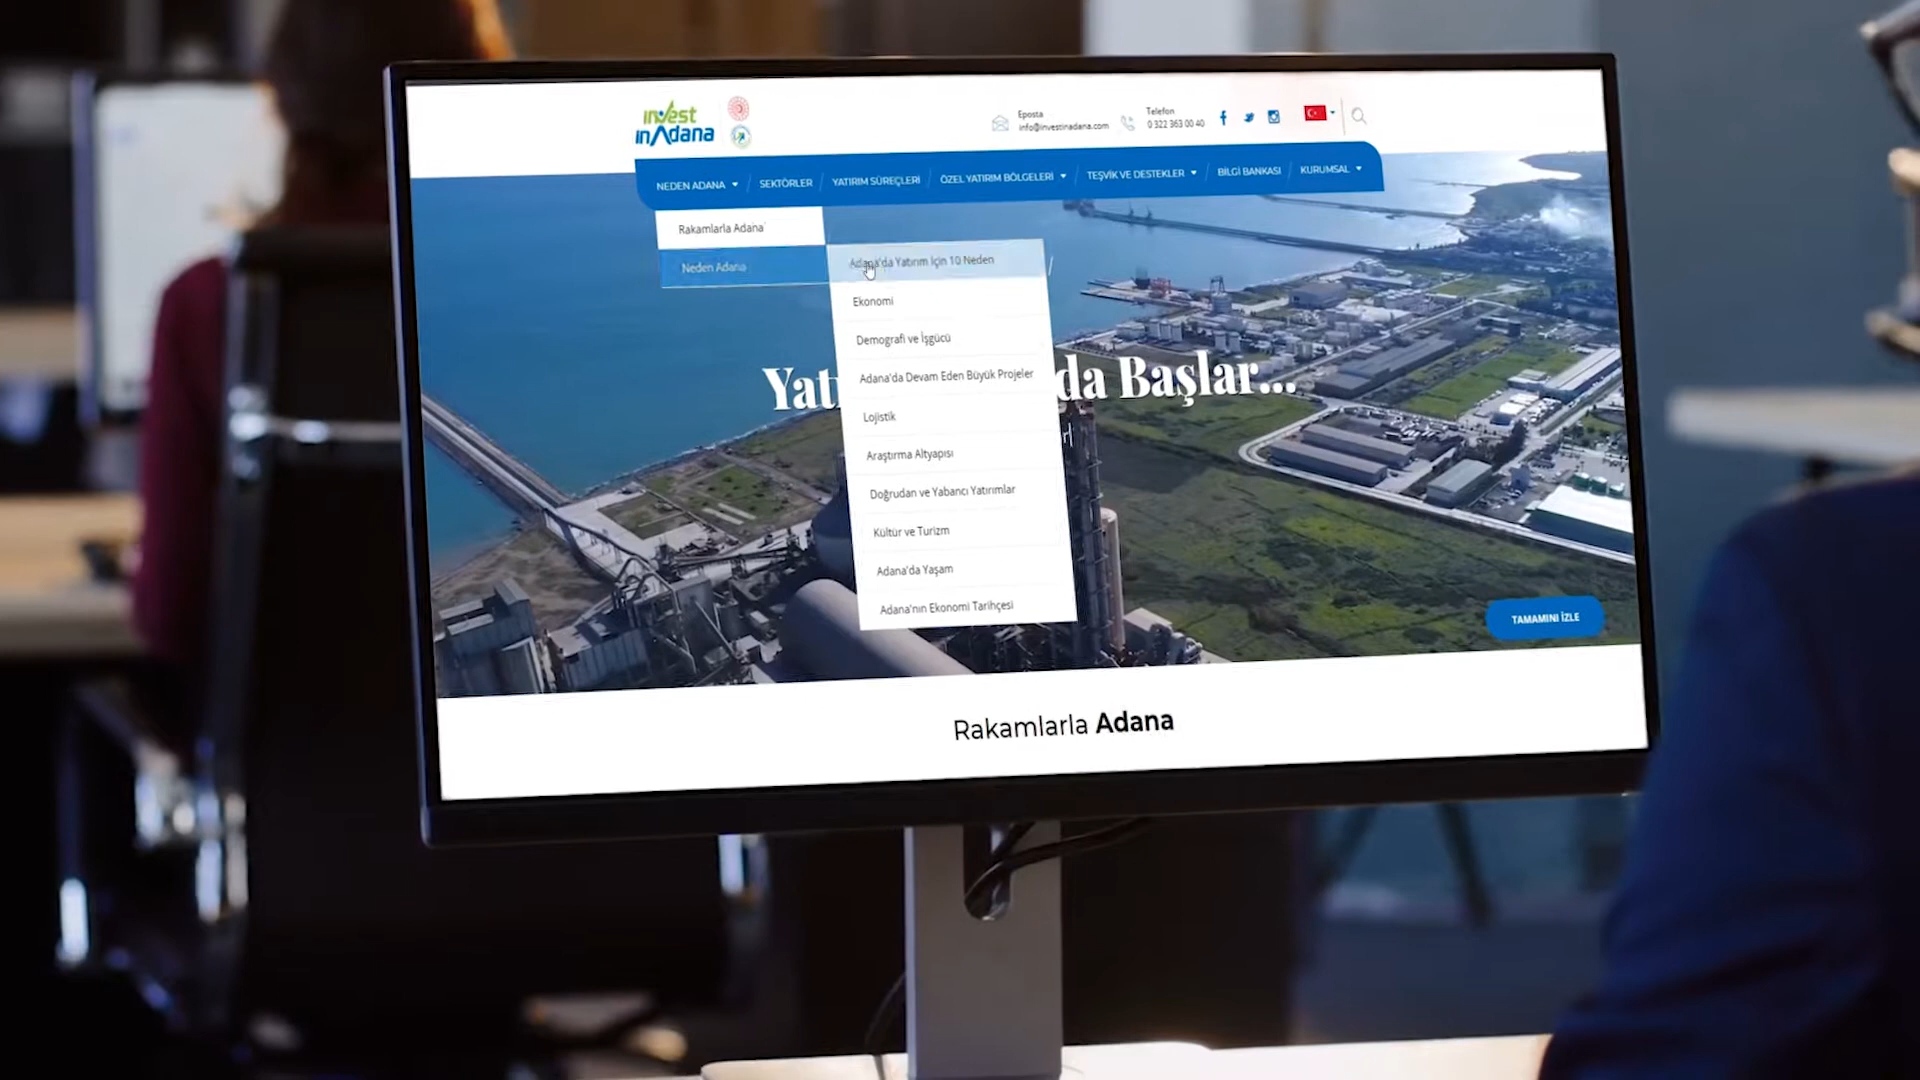 invest
inAdana
Eposta
info@investinadana.com
Telefon
0 322 363 00 40
NEDEN ADANA
SEKTÖRLER
YATIRIM SÜREÇLERİ
ÖZEL YATIRIM BÖLGELERİ
TEŞVİK VE DESTEKLER
BİLGİ BANKASI
KURUMSAL
Rakamlarla Adana
Neden Adana
Adana'da Yatırım İçin 10 Neden
Ekonomi
Demografi ve İşgücü
Adana'da Devam Eden Büyük Projeler
Lojistik
Araştırma Altyapısı
Doğrudan ve Yabancı Yatırımlar
Kültür ve Turizm
Adana'da Yaşam
Adana'nın Ekonomi Tarihçesi
da Başlar...
TAMAMINI İZLE
Rakamlarla Adana